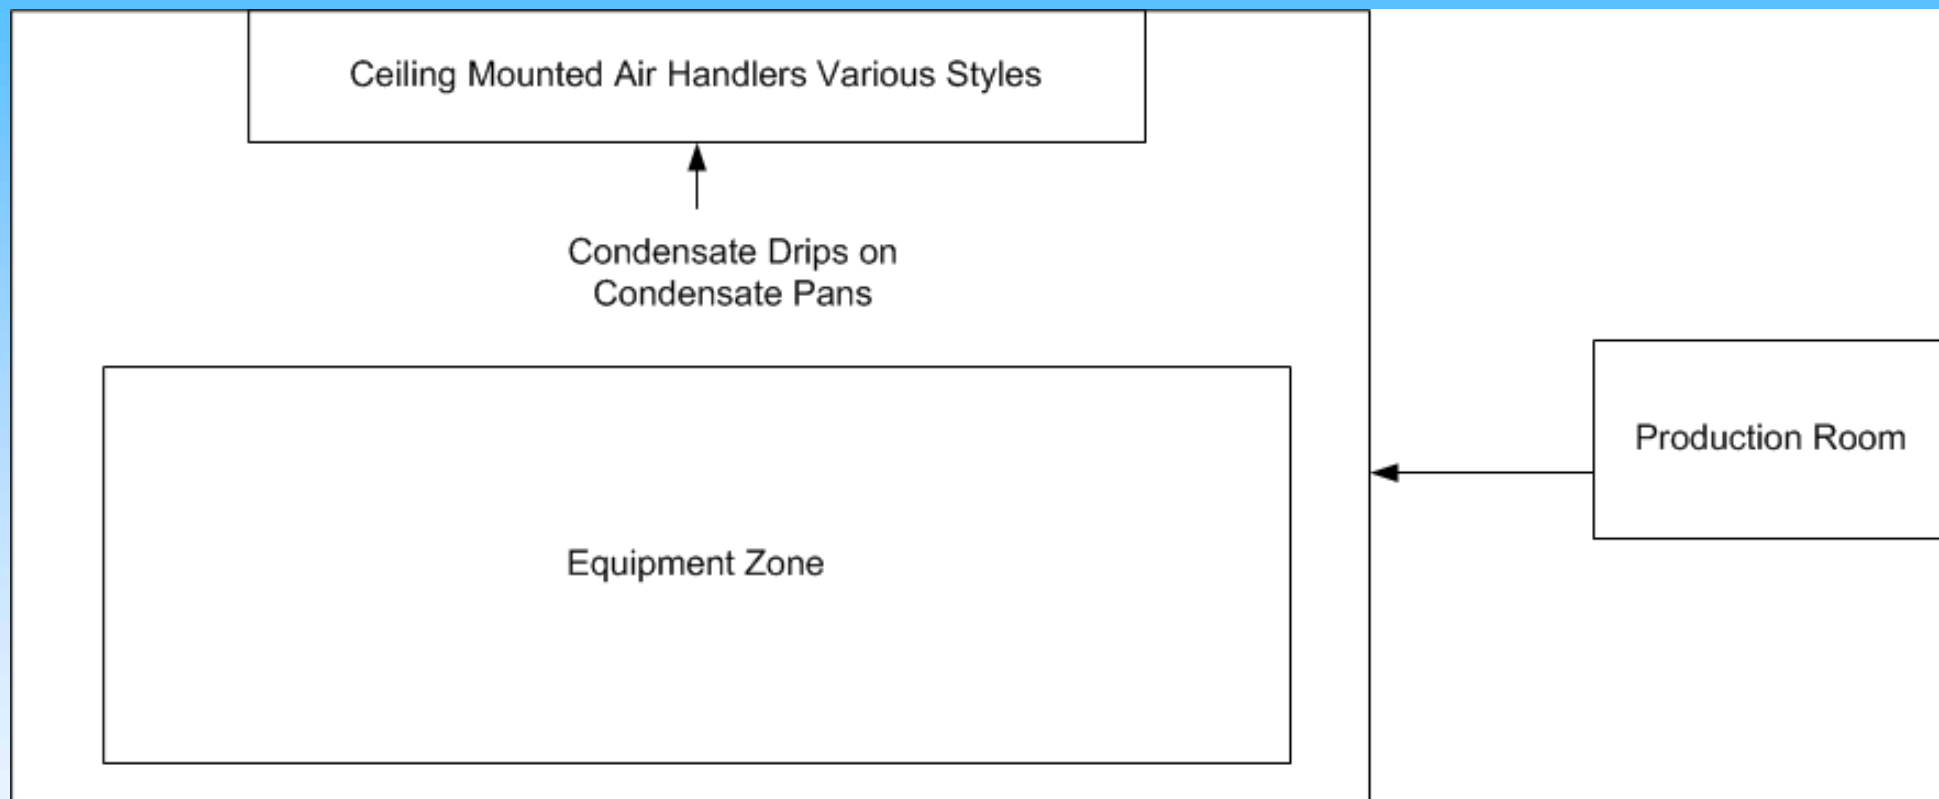 Ceiling Mounted Air Handlers Various Styles
Condensate Drips on
Condensate Pans
Production Room
Equipment Zone